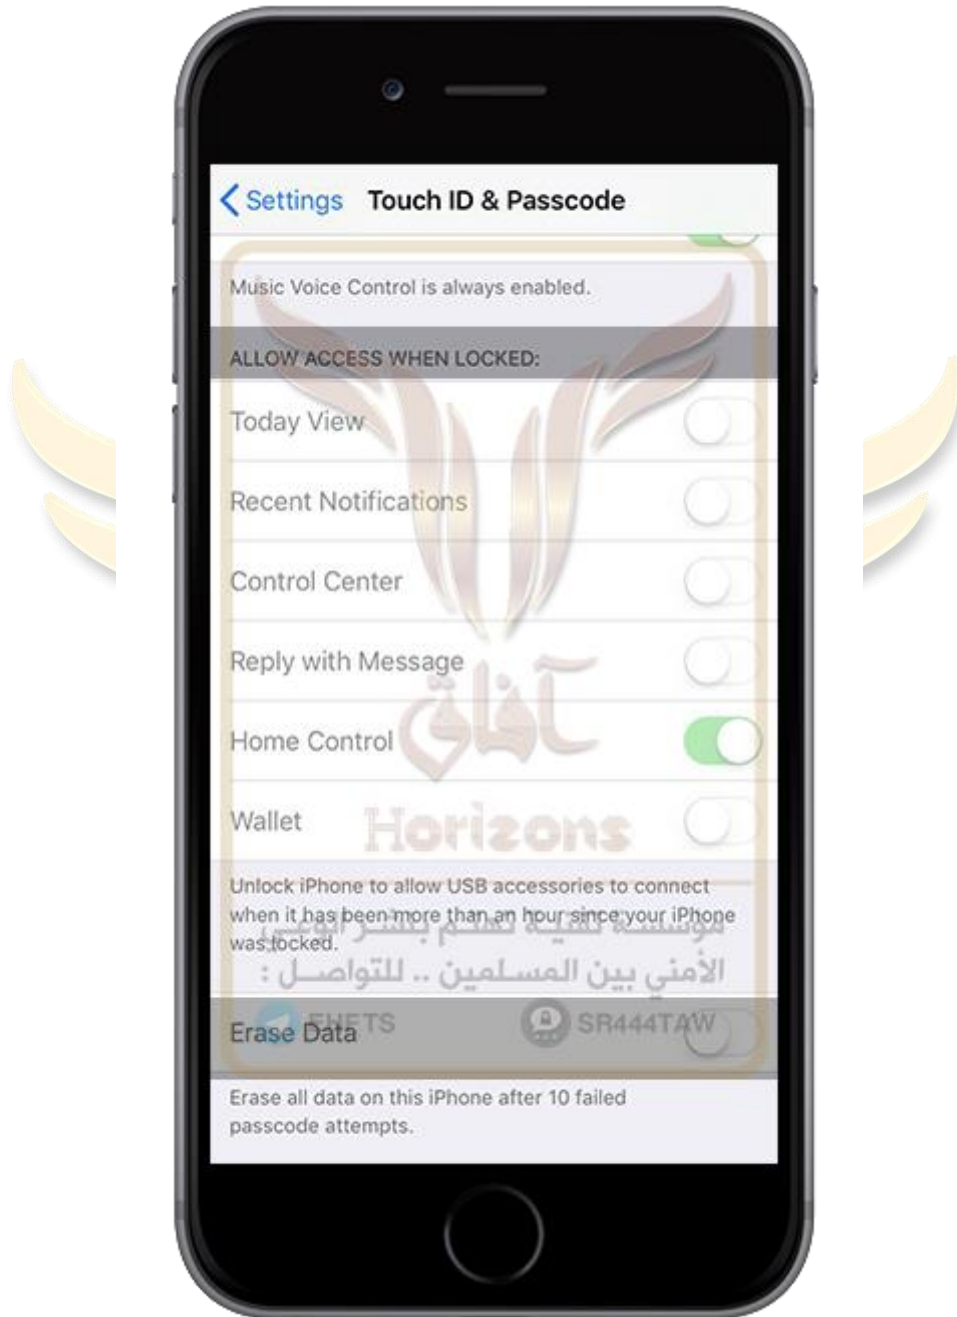 Settings Touch ID & Passcode
Music Voice Control is always enabled.
ALLOW ACCESS WHEN LOCKED:
Today View
Recent Notifications
Control Center
Reply with Message
آفاق
Home Control
Wallet
Horizons
Unlock iPhone to allow USB accessories to connect
when it has been more than an hour since your iPhone
was locked.
مؤسسة تقنية تهتم بنشر الوعي
الأمني بين المسلمين .. للتواصل :
EHETS SR444TAW
Erase Data
Erase all data on this iPhone after 10 failed
passcode attempts.